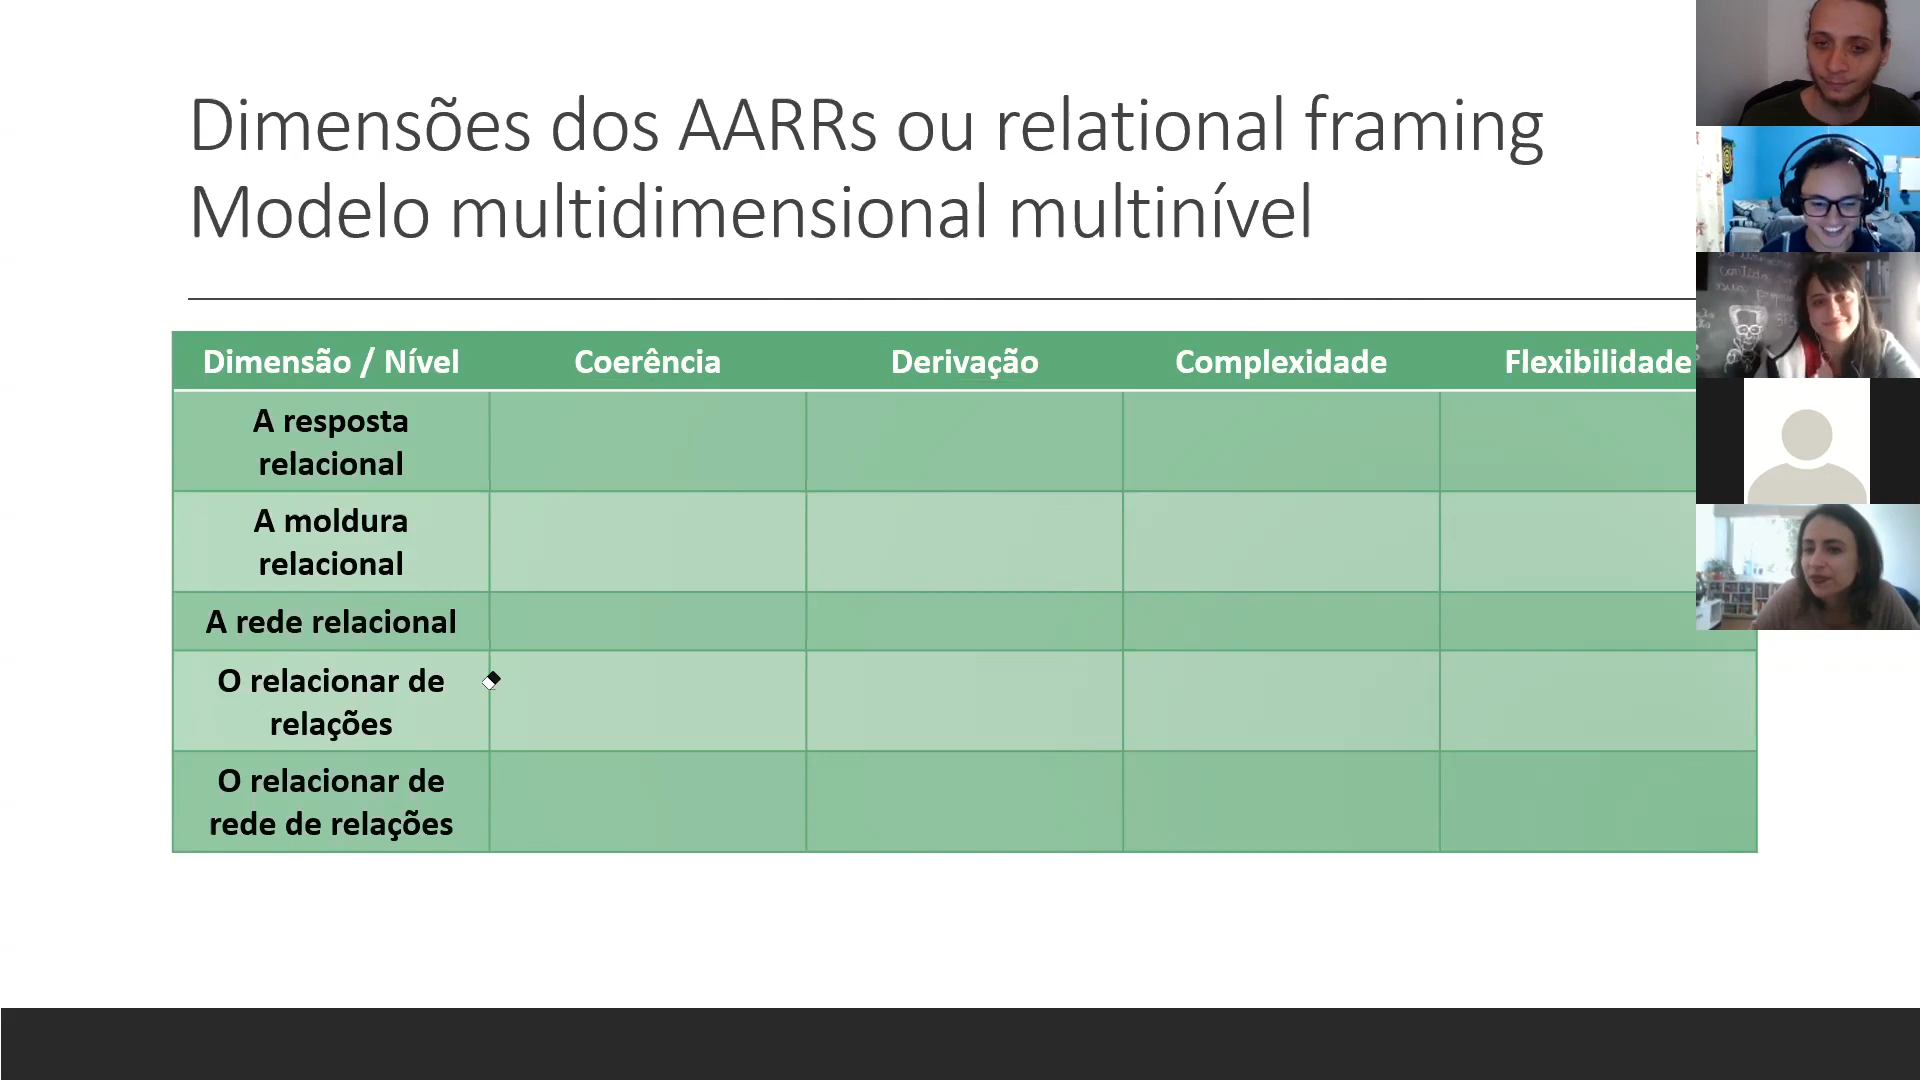 Dimensões dos AARRs ou relational framing
Modelo multidimensional multinível
Dimensão / Nível Coerência Derivação Complexidade Flexibilidade
A resposta
relacional
A moldura
relacional
A rede relacional
O relacionar de
relações
O relacionar de
rede de relações